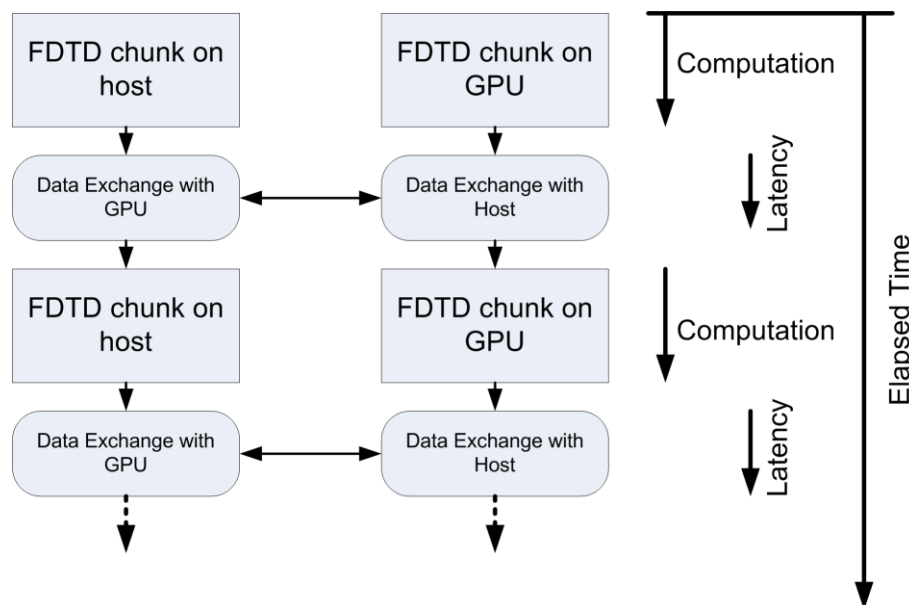 FDTD chunk on
host
FDTD chunk on
GPU
Computation
Data Exchange with
GPU
Data Exchange with
Host
Latency
FDTD chunk on
host
FDTD chunk on
GPU
Computation
Elapsed Time
Data Exchange with
GPU
Data Exchange with
Host
Latency